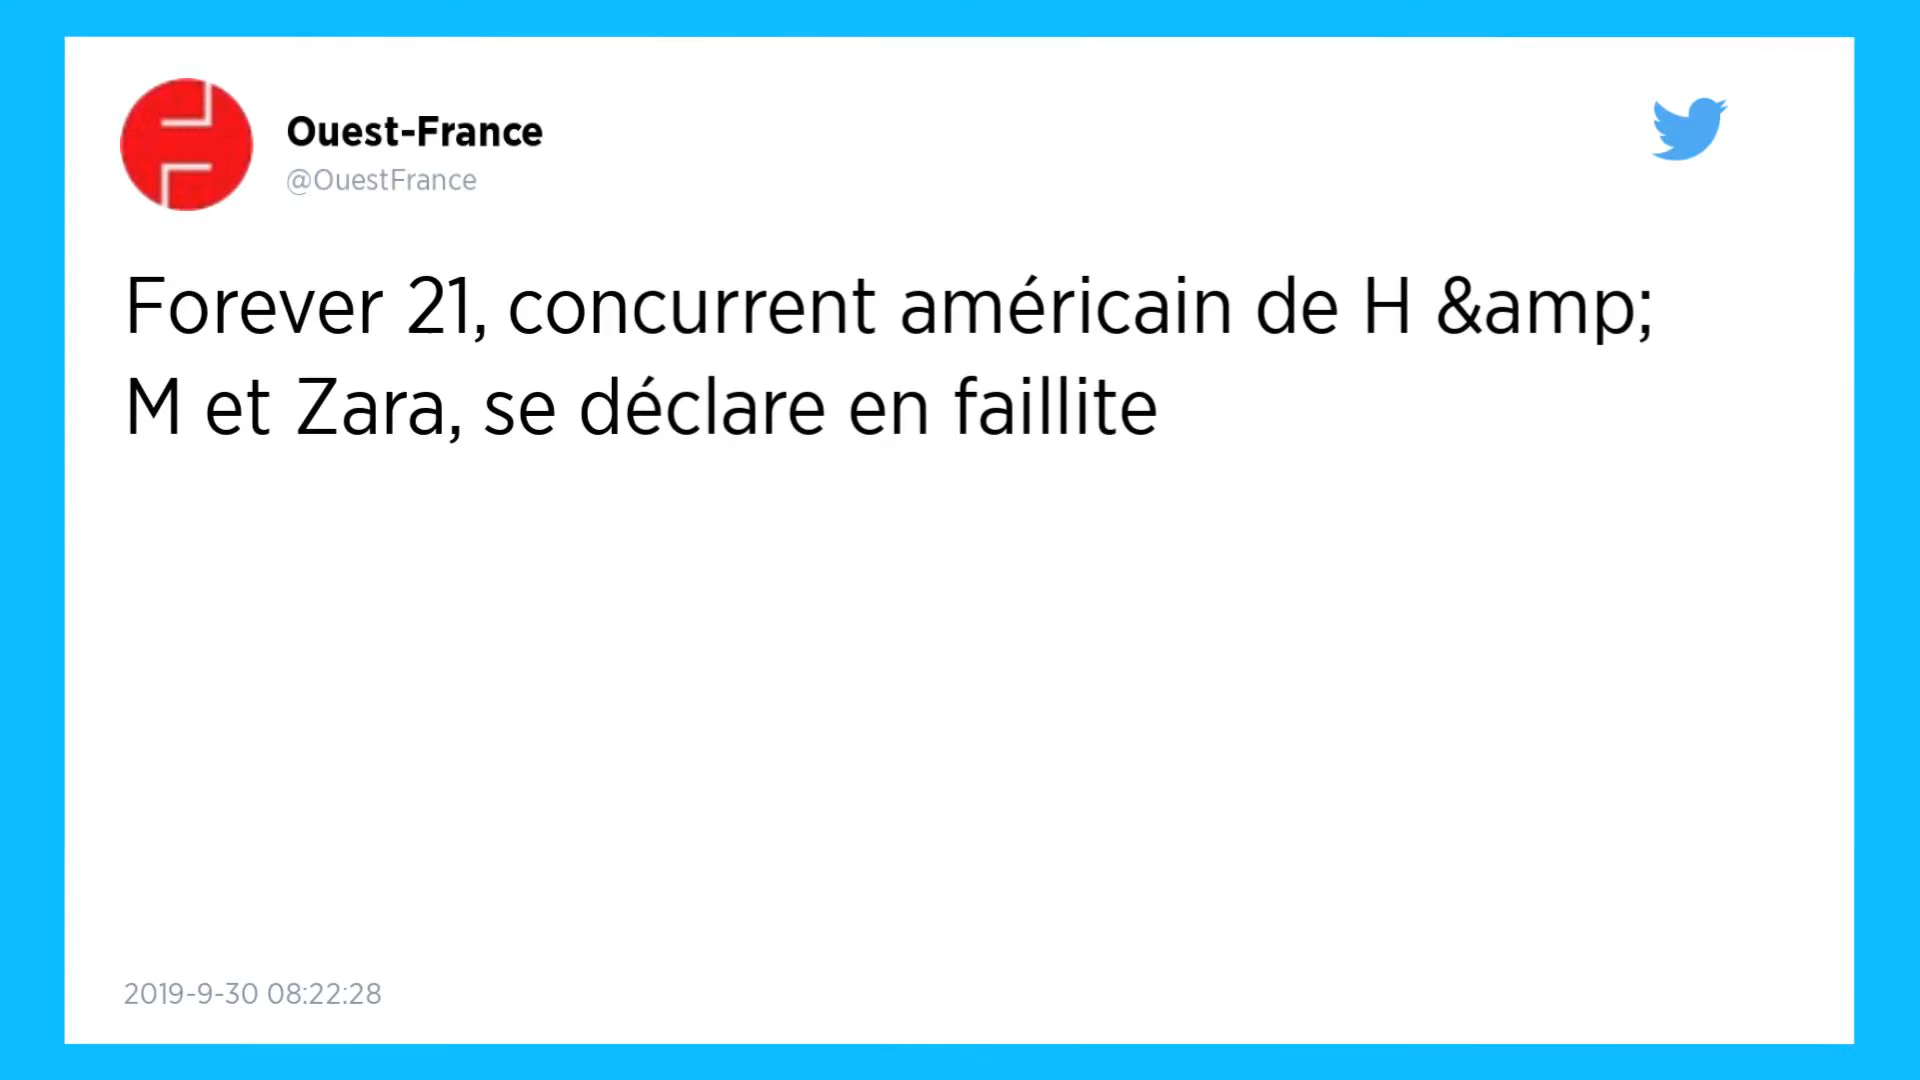 Ouest-France
@OuestFrance
Forever 21, concurrent américain de H &amp;
M et Zara, se déclare en faillite
2019-9-30 08:22:28